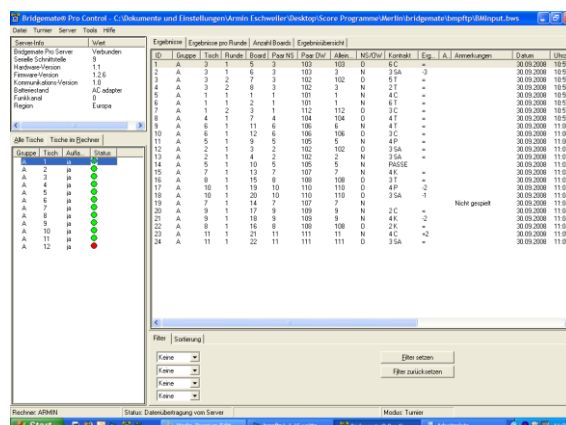 Bridgemate® Pro Control - C:\Dokumente und Einstellungen\Armin Eschweiler\Desktop\Score Programme\Merlin\bridgemate\bmpftp\BMInput.bws
Datei Turnier Server Tools Hilfe
Server-Info Wert
Bridgemate Pro Server Verbunden
Serielle Schnittstelle 9
Hardware-Version 1.1
Firmware-Version 1.2.6
Kommunikations-Version 1.8
Batteriestand AC adapter
Funkkanal 0
Region Europa
Alle Tische Tische im Rechner
Gruppe Tisch Aufis... Status
A 1 ja
A 2 ja
A 3 ja
A 4 ja
A 5 ja
A 6 ja
A 7 ja
A 8 ja
A 9 ja
A 10 ja
A 11 ja
A 12 ja
Ergebnisse Ergebnisse pro Runde Anzahl Boards Ergebnisübersicht
ID Gruppe Tisch Runde Board Paar NS Paar OW Allein... NS/OW Kontrakt Erg... A.. Anmerkungen Datum
1 A 3 1 5 3 103 103 O 6 C = 30.09.2008
2 A 3 1 6 3 103 3 N 3 SA -3 30.09.2008
3 A 3 2 7 3 102 102 O 5 T = 30.09.2008
4 A 3 2 8 3 102 3 N 2 T = 30.09.2008
5 A 1 1 1 1 101 1 N 4 C = 30.09.2008
6 A 1 1 2 1 101 1 N 6 T = 30.09.2008
7 A 1 2 3 1 112 112 O 3 C = 30.09.2008
8 A 4 1 7 4 104 104 O 4 T = 30.09.2008
9 A 6 1 11 6 106 6 N 4 T = 30.09.2008
10 A 6 1 12 6 106 106 O 3 C = 30.09.2008
11 A 5 1 9 5 105 5 N 4 P = 30.09.2008
12 A 2 1 3 2 102 102 O 3 SA = 30.09.2008
13 A 2 1 4 2 102 2 N 3 SA = 30.09.2008
14 A 5 1 10 5 105 5 N PASSE 30.09.2008
15 A 7 1 13 7 107 7 N 4 K = 30.09.2008
16 A 8 1 15 8 108 108 O 3 T = 30.09.2008
17 A 10 1 19 10 110 110 O 4 P -2 30.09.2008
18 A 10 1 20 10 110 110 O 3 SA -1 30.09.2008
19 A 7 1 14 7 107 7 N Nicht gespielt 30.09.2008
20 A 9 1 17 9 109 9 N 2 C = 30.09.2008
21 A 9 1 18 9 109 9 N 4 K -2 30.09.2008
22 A 8 1 16 8 108 108 O 2 K = 30.09.2008
23 A 11 1 21 11 111 11 N 4 C +2 30.09.2008
24 A 11 1 22 11 111 111 O 3 SA = 30.09.2008
Filter Sortierung
Keine
Keine
Keine
Keine
Filter setzen
Filter zurücksetzen
Rechner: ARMIN Status: Datenübertragung vom Server Modus: Turnier
Start